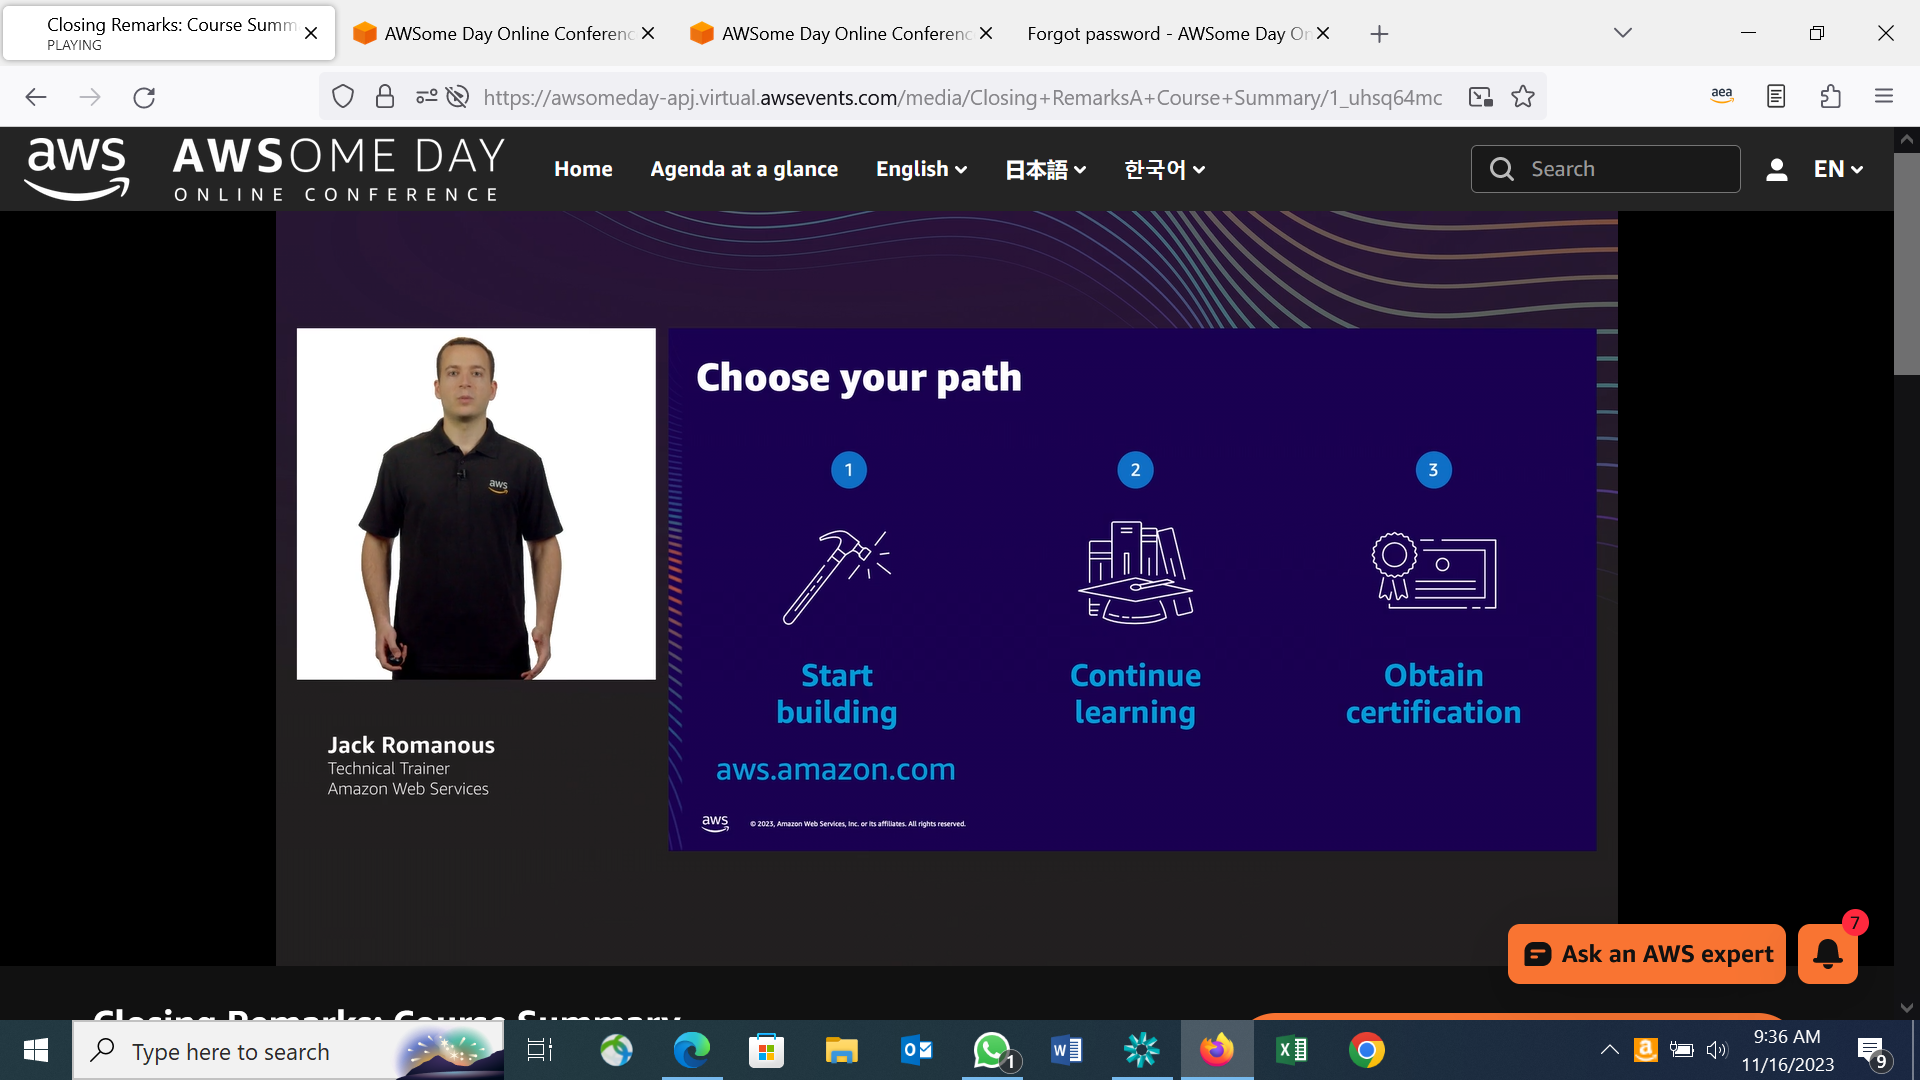 Closing Remarks: Course Summ
PLAYING
AWSome Day Online Conferenc
AWSome Day Online Conferenc
Forgot password - AWSome Day On
https://awsomeday-apj.virtual.awsevents.com/media/Closing+RemarksA+Course+Summary/1_uhsq64mc
aea
aws
AWSOME DAY
ONLINE CONFERENCE
Home
Agenda at a glance
English
日本語
한국어
Search
EN
Choose your path
1
2
3
aws
Start
building
Continue
learning
Obtain
certification
Jack Romanous
Technical Trainer
Amazon Web Services
aws.amazon.com
aws
© 2023, Amazon Web Services, Inc. or its affiliates. All rights reserved.
7
Ask an AWS expert
Closing Remarks: Course Summary
Type here to search
1
9:36 AM
11/16/2023
9